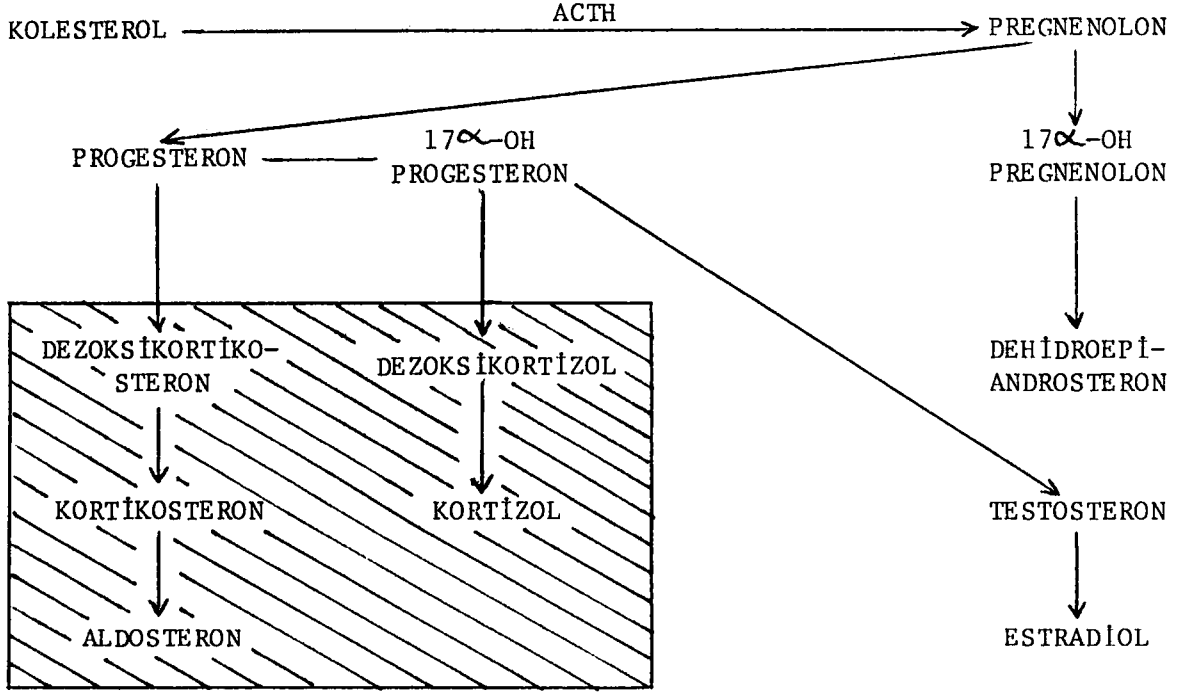 KOLESTEROL
ACTH
PREGNENOLON
PROGESTERON
17α-OH
PROGESTERON
17α-OH
PREGNENOLON
DEZOKSİKORTİKO-
STERON
DEZOKSİKORTİZOL
DEHİDROEPİ-
ANDROSTERON
KORTİKOSTERON
KORTİZOL
TESTOSTERON
ALDOSTERON
ESTRADİOL